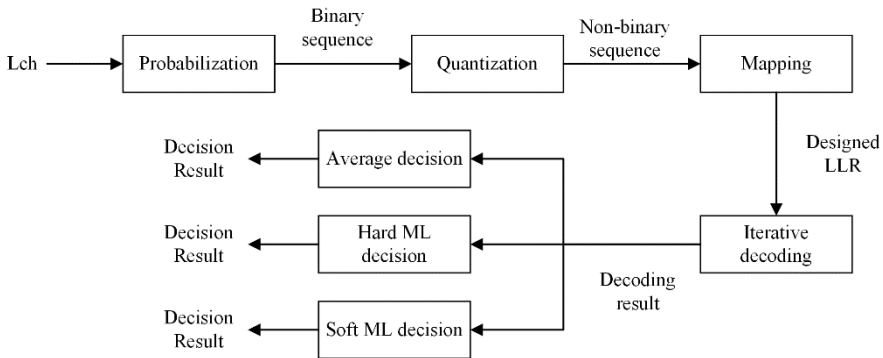 Lch
Probabilization
Binary
sequence
Quantization
Non-binary
sequence
Mapping
Designed
LLR
Iterative
decoding
Decoding
result
Average decision
Decision
Result
Hard ML
decision
Decision
Result
Soft ML decision
Decision
Result